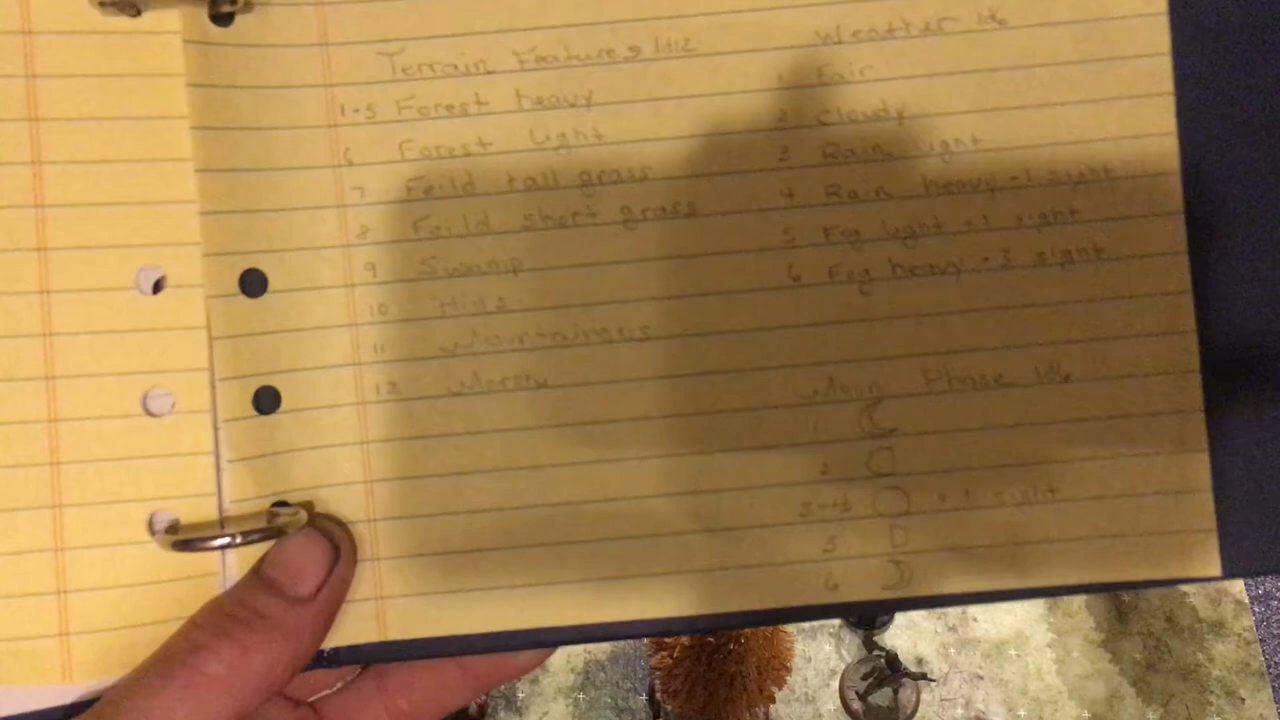 Terrain Features 1d12
1-5 Forest heavy
6 Forest light
7 Feild tall grass
8 Feild short grass
9 Swamp
10 Hills
11 Mountainous
12 Marsh
Weather 1d6
1 Fair
2 Cloudy
3 Rain light
4 Rain heavy -1 sight
5 Fog light -1 sight
6 Fog heavy -3 sight
Moon Phase 1d6
1
2
3-4 +1 sight
5
6